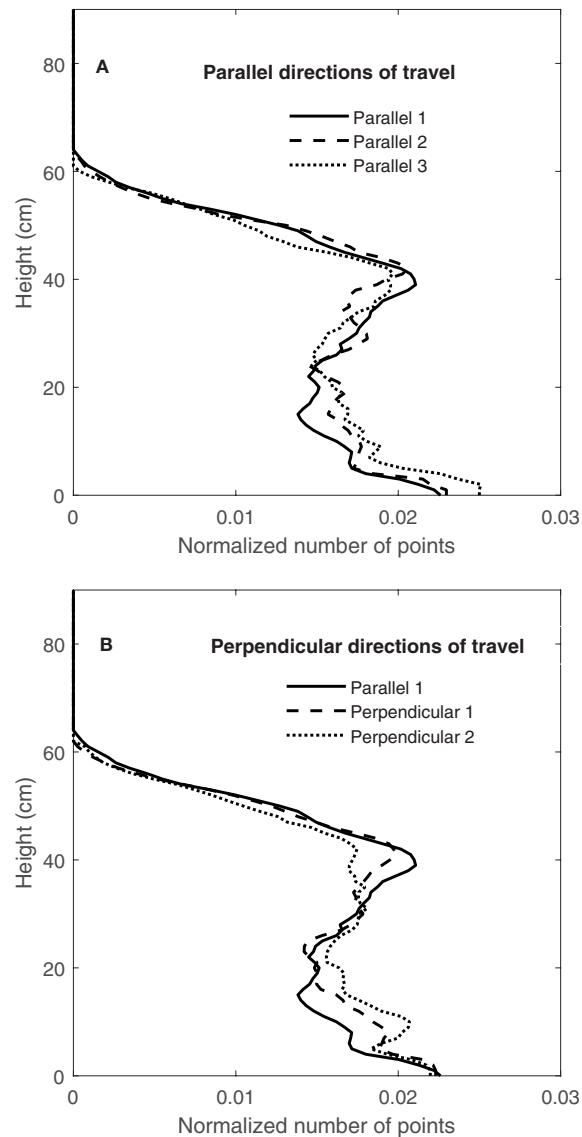 A
Parallel directions of travel
Parallel 1
Parallel 2
Parallel 3
80
60
40
20
0
Height (cm)
0 0.01 0.02 0.03
Normalized number of points
B
Perpendicular directions of travel
Parallel 1
Perpendicular 1
Perpendicular 2
80
60
40
20
0
Height (cm)
0 0.01 0.02 0.03
Normalized number of points